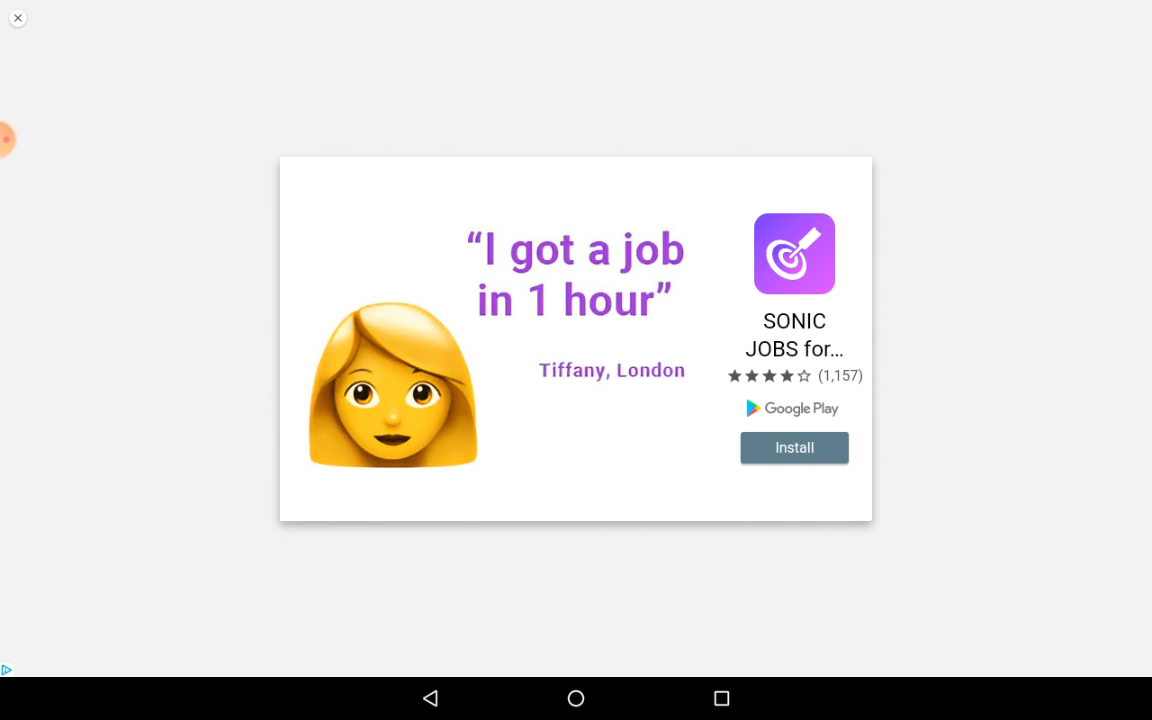 “I got a job
in 1 hour”
Tiffany, London
SONIC
JOBS for...
(1,157)
Google Play
Install